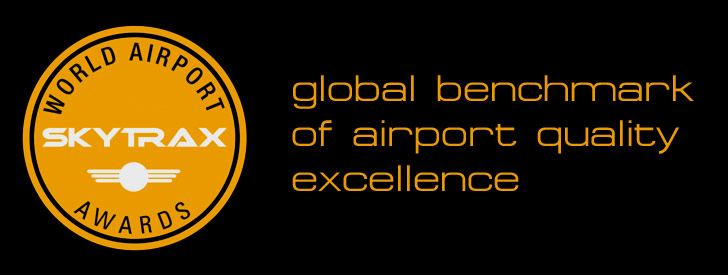 WORLD AIRPORT
SKYTRAX
AWARDS
global benchmark
of airport quality
excellence